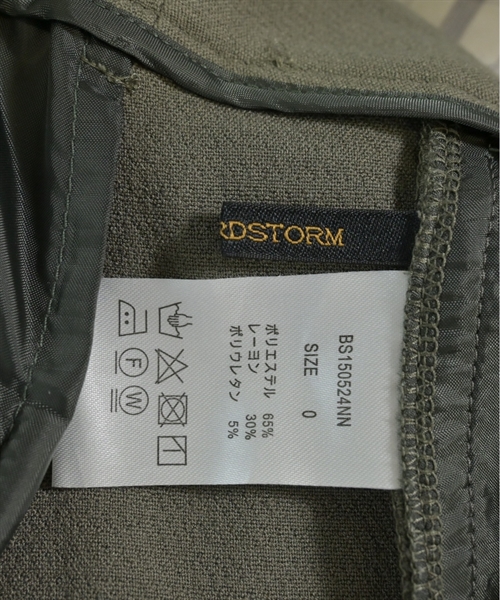 RDSTORM
BS150524NN
SIZE 0
ポリエステル 65%
レーヨン 30%
ポリウレタン 5%
F
W